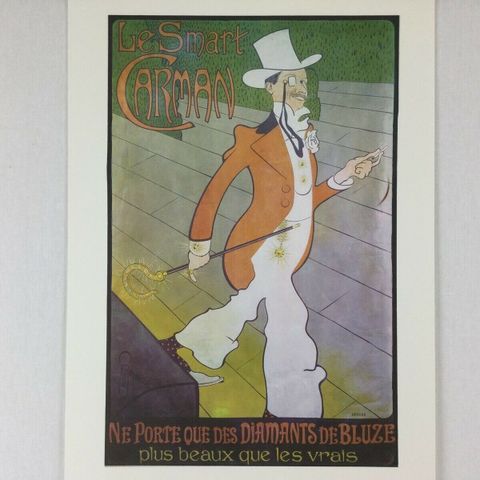 Le Smart
Carman
Ne Porte que des Diamants de Bluze
plus beaux que les vrais